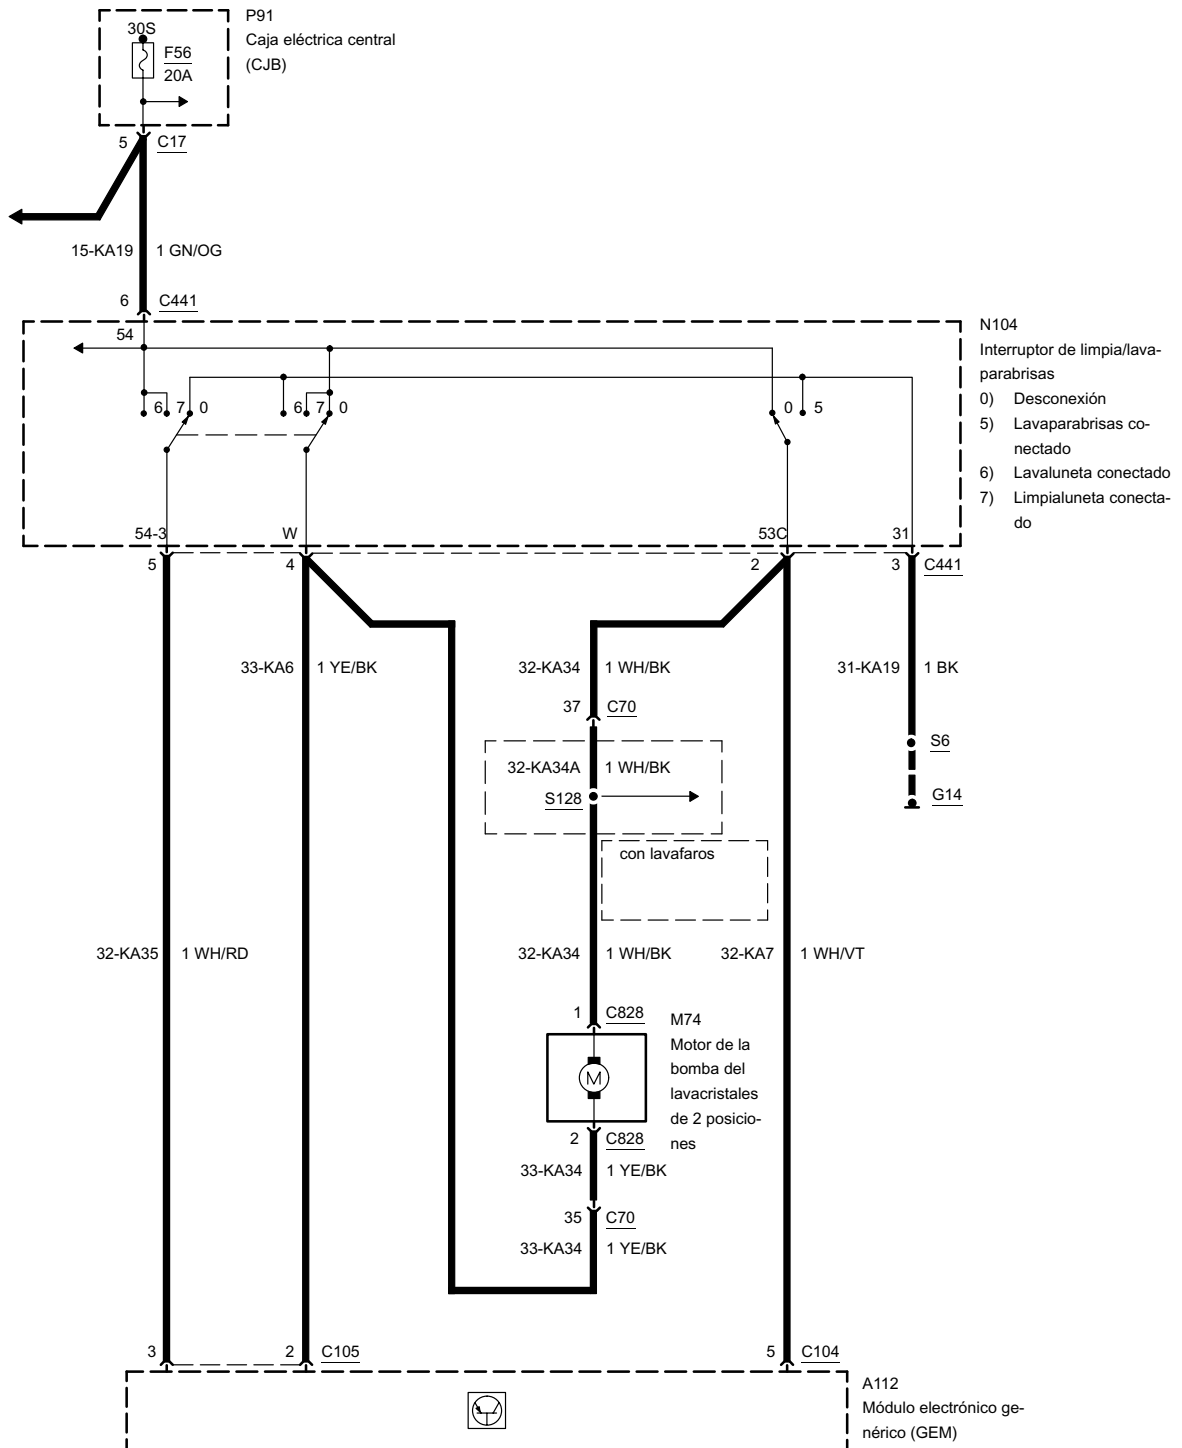 P91
Caja eléctrica central
(CJB)
30S
F56
20A
5
C17
15-KA19
1 GN/OG
6
C441
54
6
7
0
6
7
0
0
5
N104
Interruptor de limpia/lava-
parabrisas
0) Desconexión
5) Lavaparabrisas co-
nectado
6) Lavaluneta conectado
7) Limpialuneta conecta-
do
54-3
W
53C
31
5
4
2
3
C441
33-KA6
1 YE/BK
32-KA34
1 WH/BK
31-KA19
1 BK
37
C70
S6
32-KA34A
1 WH/BK
S128
G14
con lavafaros
32-KA35
1 WH/RD
32-KA34
1 WH/BK
32-KA7
1 WH/VT
1
C828
M74
Motor de la
bomba del
lavacristales
de 2 posicio-
nes
M
2
C828
33-KA34
1 YE/BK
35
C70
33-KA34
1 YE/BK
3
2
C105
5
C104
A112
Módulo electrónico ge-
nérico (GEM)